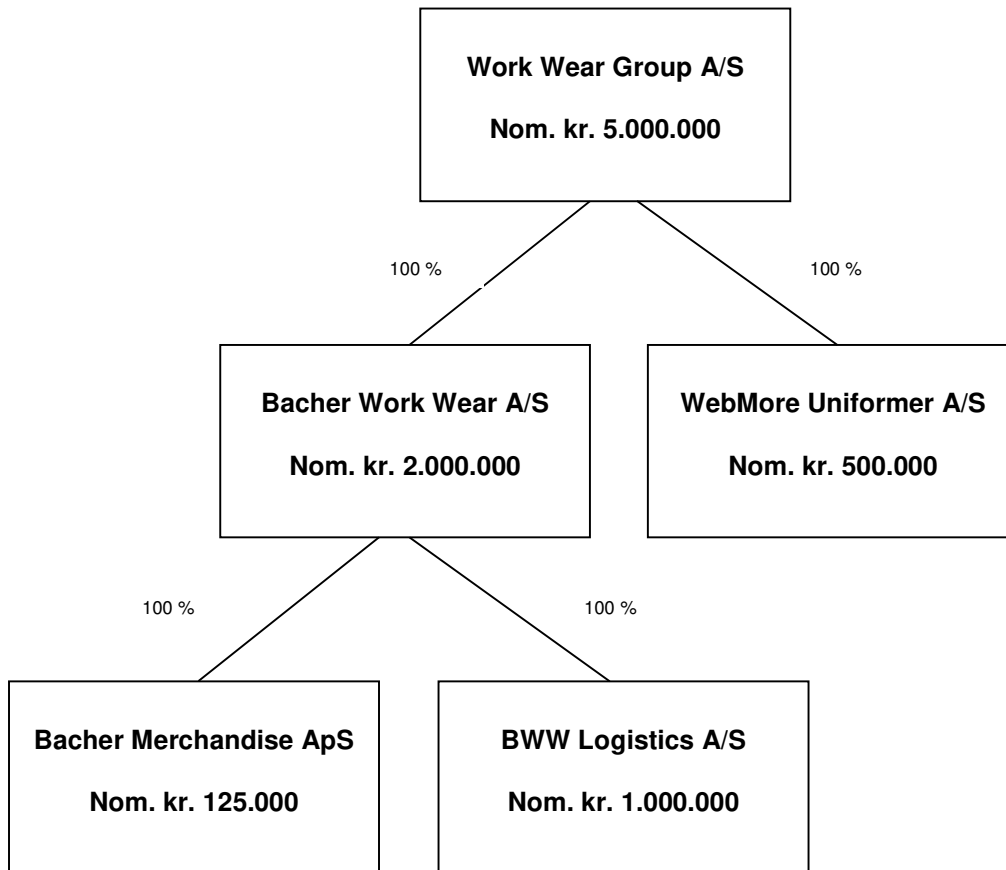 Work Wear Group A/S
Nom. kr. 5.000.000
100 %
100 %
Bacher Work Wear A/S
Nom. kr. 2.000.000
WebMore Uniformer A/S
Nom. kr. 500.000
100 %
100 %
Bacher Merchandise ApS
Nom. kr. 125.000
BWW Logistics A/S
Nom. kr. 1.000.000